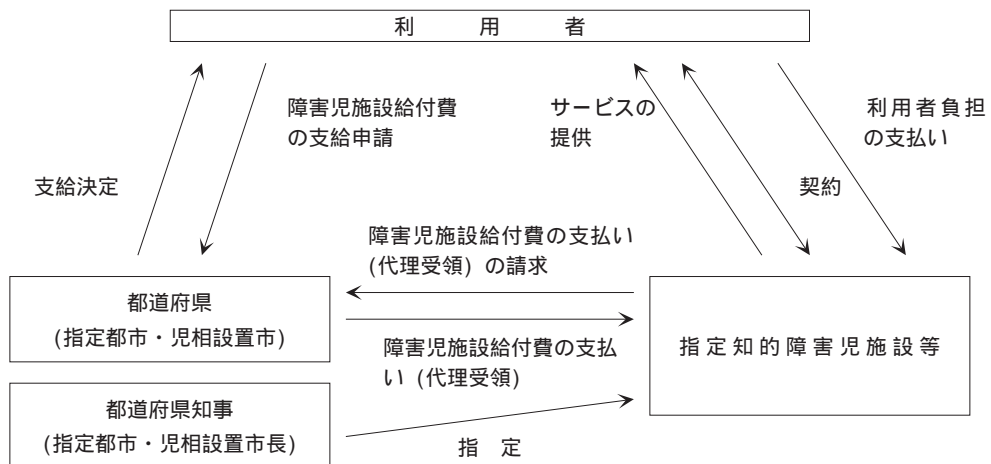 利用者
障害児施設給付費
の支給申請
サービスの
提供
利用者負担
の支払い
支給決定
契約
障害児施設給付費の支払い
(代理受領) の請求
都道府県
(指定都市・児相設置市)
指定知的障害児施設等
障害児施設給付費の支払
い (代理受領)
都道府県知事
(指定都市・児相設置市長)
指 定